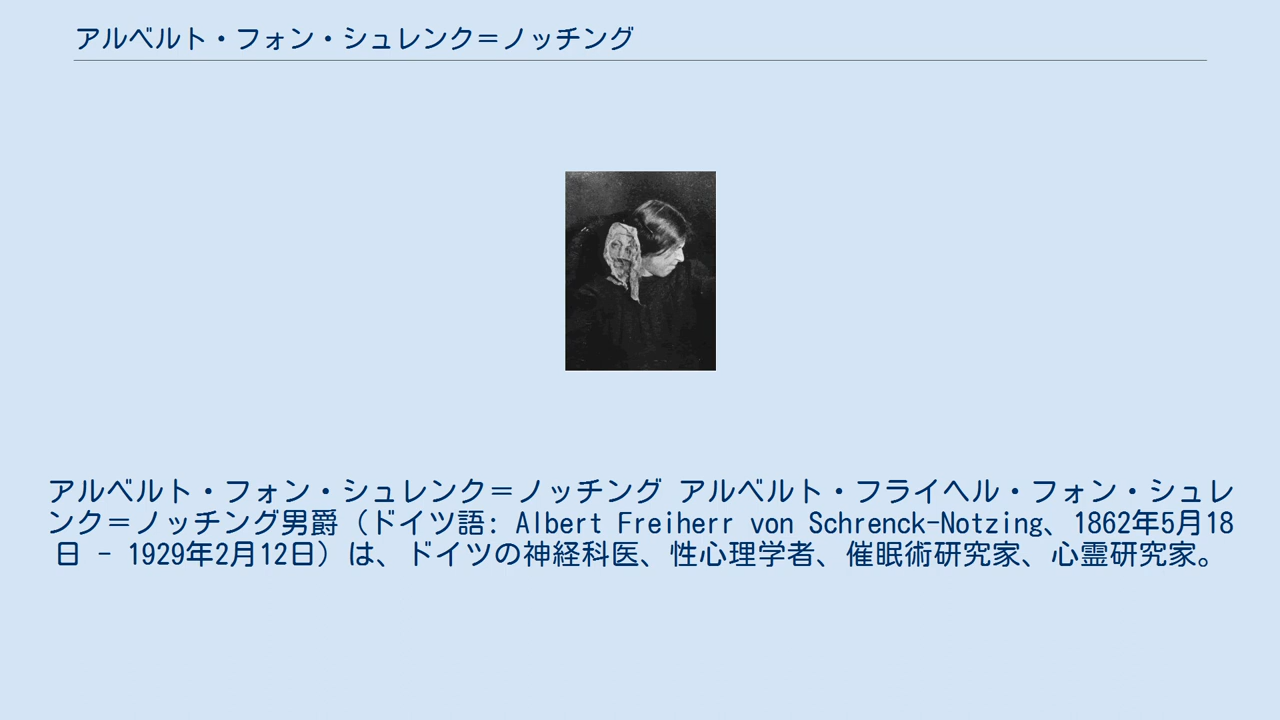 アルベルト・フォン・シュレンク＝ノッチング
アルベルト・フォン・シュレンク＝ノッチング アルベルト・フライヘル・フォン・シュレ
ンク＝ノッチング男爵（ドイツ語: Albert Freiherr von Schrenck-Notzing、1862年5月18
日 - 1929年2月12日）は、ドイツの神経科医、性心理学者、催眠術研究家、心霊研究家。